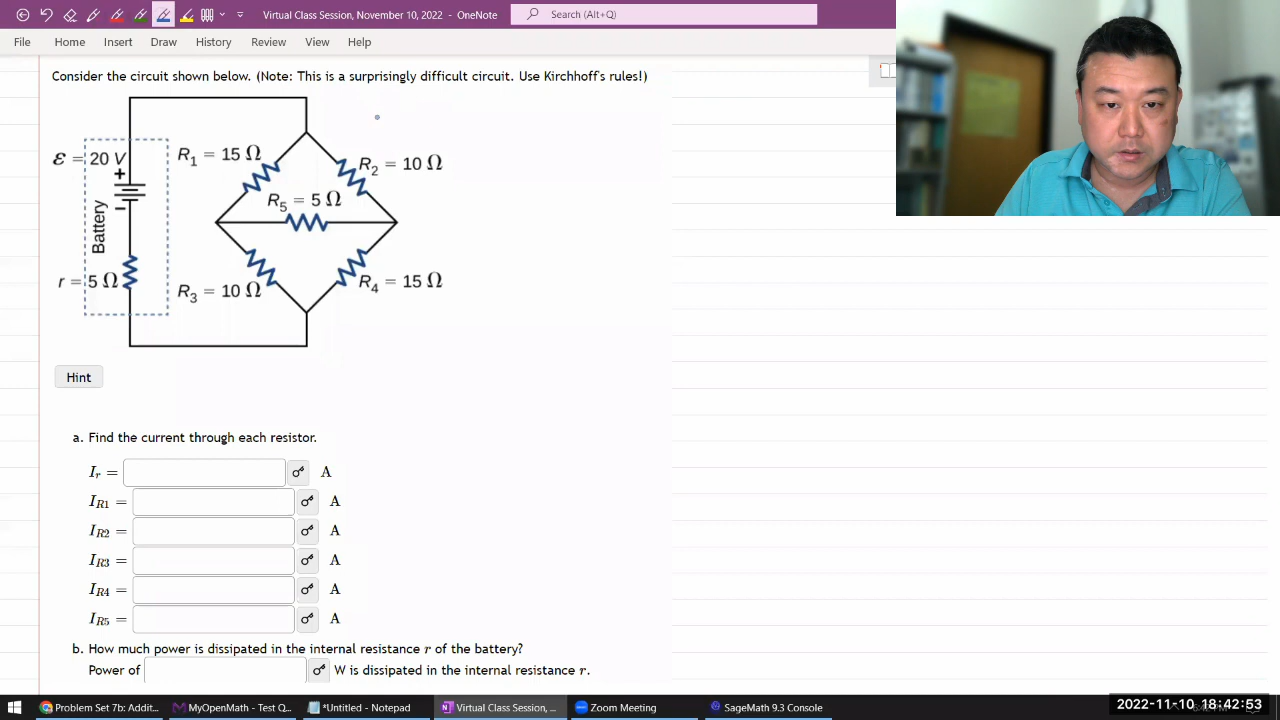 Virtual Class Session, November 10, 2022 - OneNote
Search (Alt+Q)
File Home Insert Draw History Review View Help
Consider the circuit shown below. (Note: This is a surprisingly difficult circuit. Use Kirchhoff's rules!)
ε = 20 V
R1 = 15 Ω
R2 = 10 Ω
+
R5 = 5 Ω
−
Battery
r = 5 Ω
R3 = 10 Ω
R4 = 15 Ω
Hint
a. Find the current through each resistor.
Ir = A
IR1 = A
IR2 = A
IR3 = A
IR4 = A
IR5 = A
b. How much power is dissipated in the internal resistance r of the battery?
Power of W is dissipated in the internal resistance r.
Problem Set 7b: Addit... MyOpenMath - Test Q... *Untitled - Notepad Virtual Class Session, ... Zoom Meeting SageMath 9.3 Console
2022-11-10 18:42:53